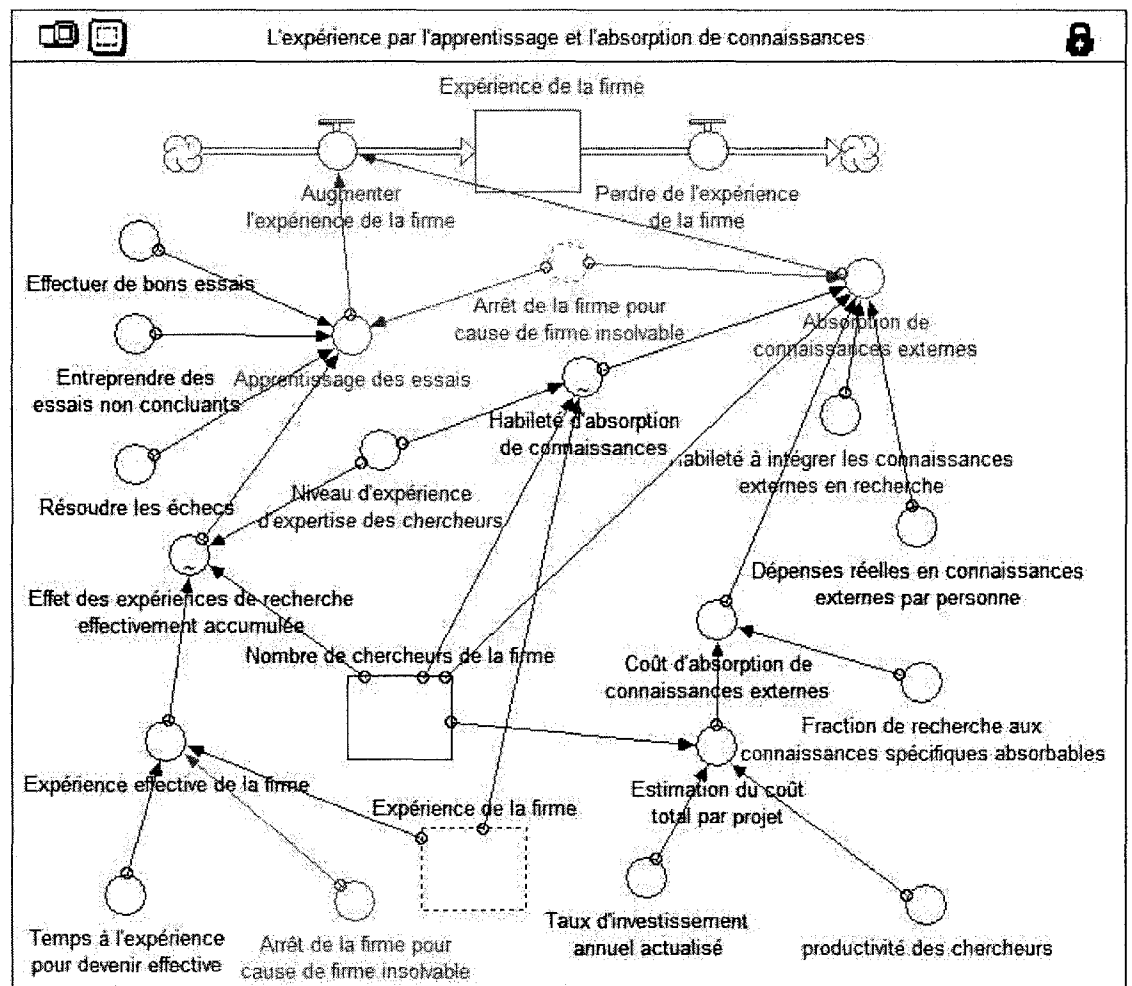 L'expérience par l'apprentissage et l'absorption de connaissances
Expérience de la firme
Augmenter
l'expérience de la firme
Perdre de l'expérience
de la firme
Effectuer de bons essais
Arrêt de la firme pour
cause de firme insolvable
Absorption de
connaissances externes
Entreprendre des
essais non concluants
Apprentissage des essais
Habileté d'absorption
de connaissances
Habileté à intégrer les connaissances
externes en recherche
Résoudre les échecs
Niveau d'expérience
d'expertise des chercheurs
Dépenses réelles en connaissances
externes par personne
Effet des expériences de recherche
effectivement accumulée
Nombre de chercheurs de la firme
Coût d'absorption de
connaissances externes
Fraction de recherche aux
connaissances spécifiques absorbables
Expérience effective de la firme
Expérience de la firme
Estimation du coût
total par projet
Temps à l'expérience
pour devenir effective
Arrêt de la firme pour
cause de firme insolvable
Taux d'investissement
annuel actualisé
productivité des chercheurs